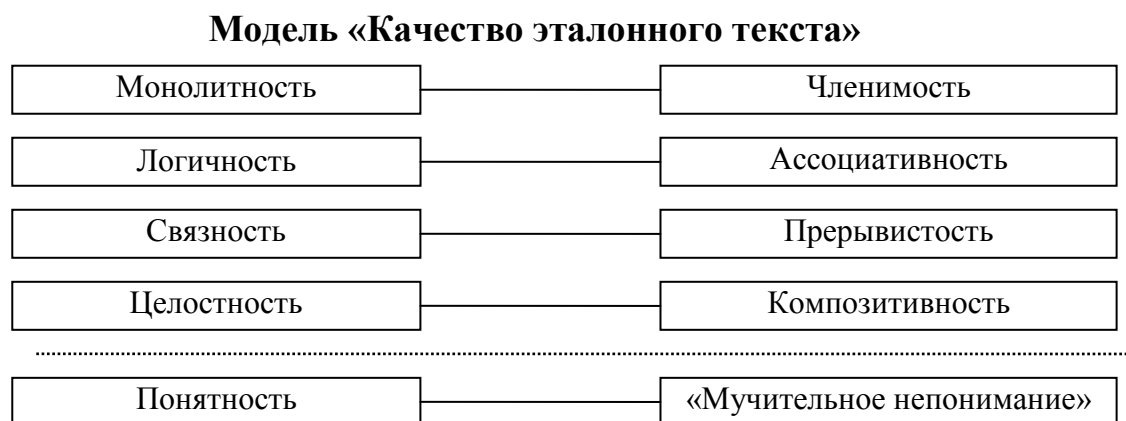 Модель «Качество эталонного текста»
Монолитность Членимость
Логичность Ассоциативность
Связность Прерывистость
Целостность Композитивность
Понятность «Мучительное непонимание»